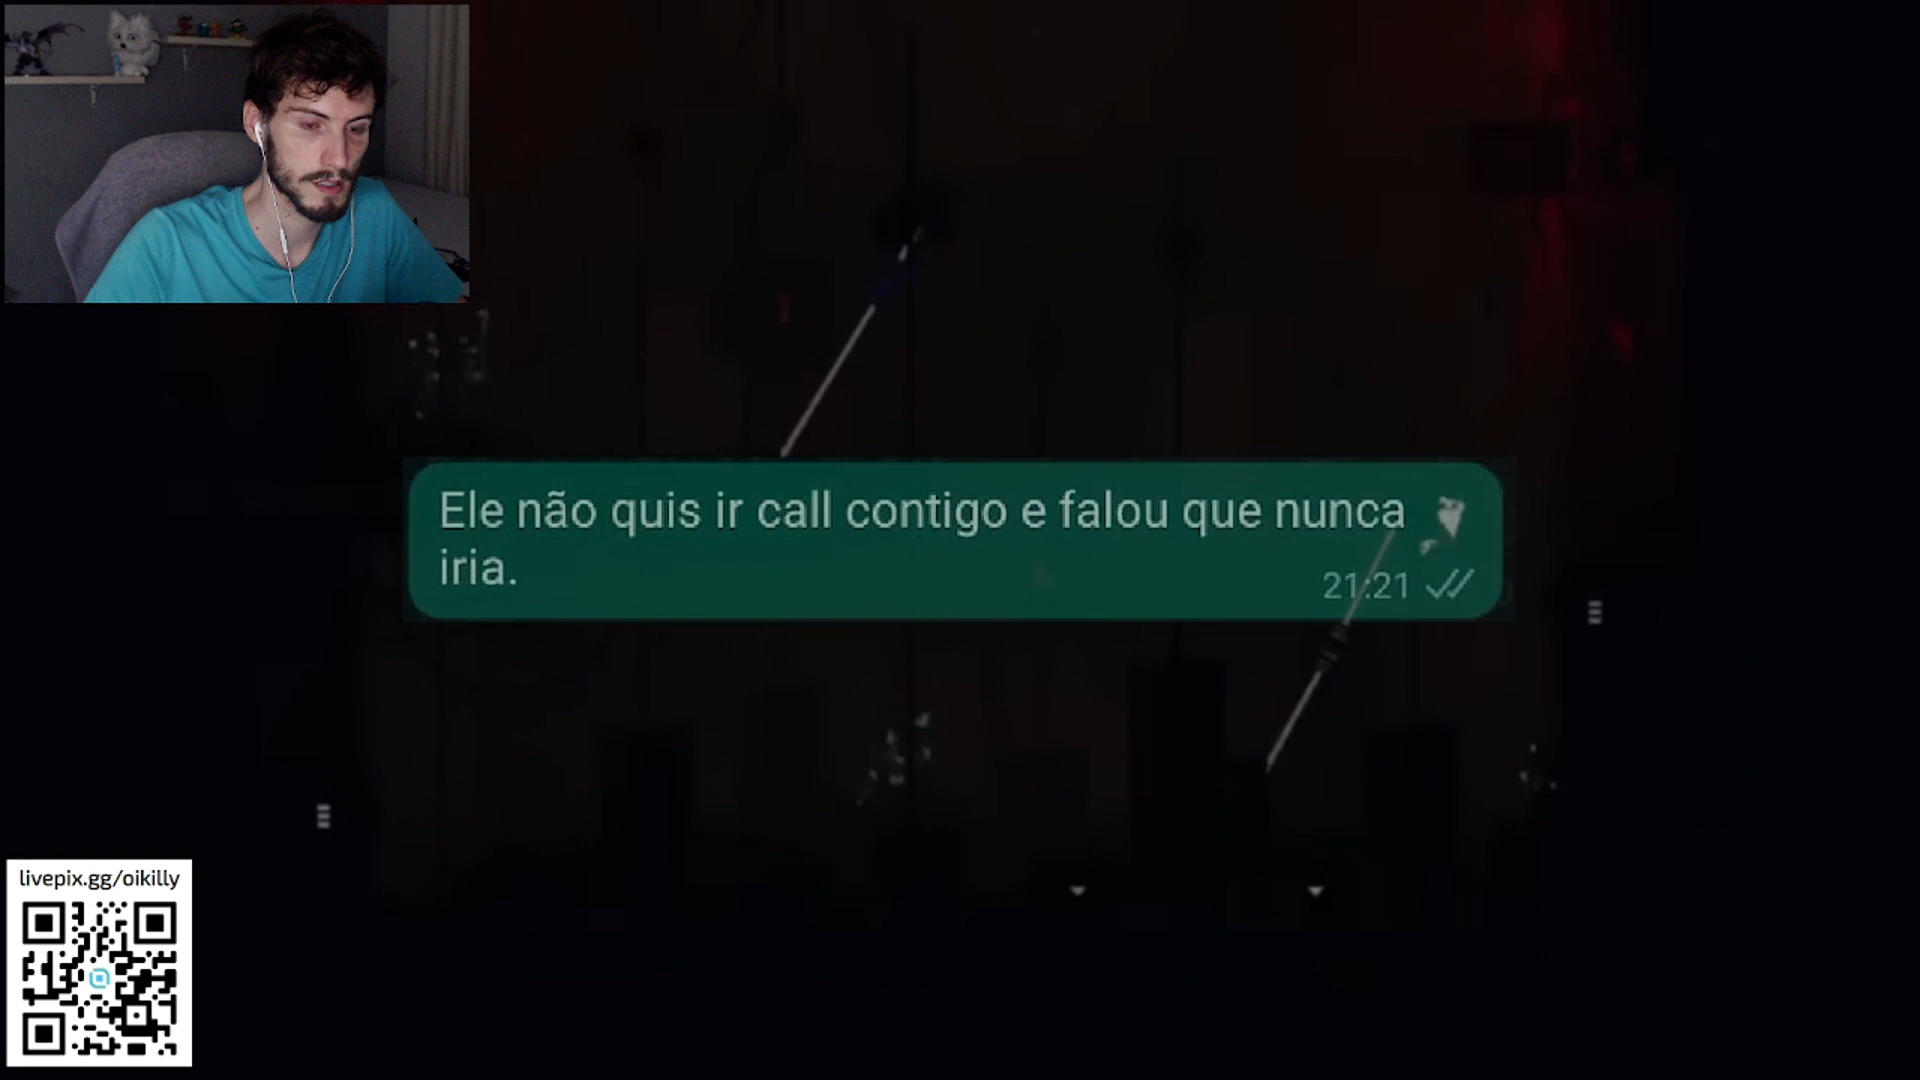 Ele não quis ir call contigo e falou que nunca
iria.
21:21
livepix.gg/oikilly